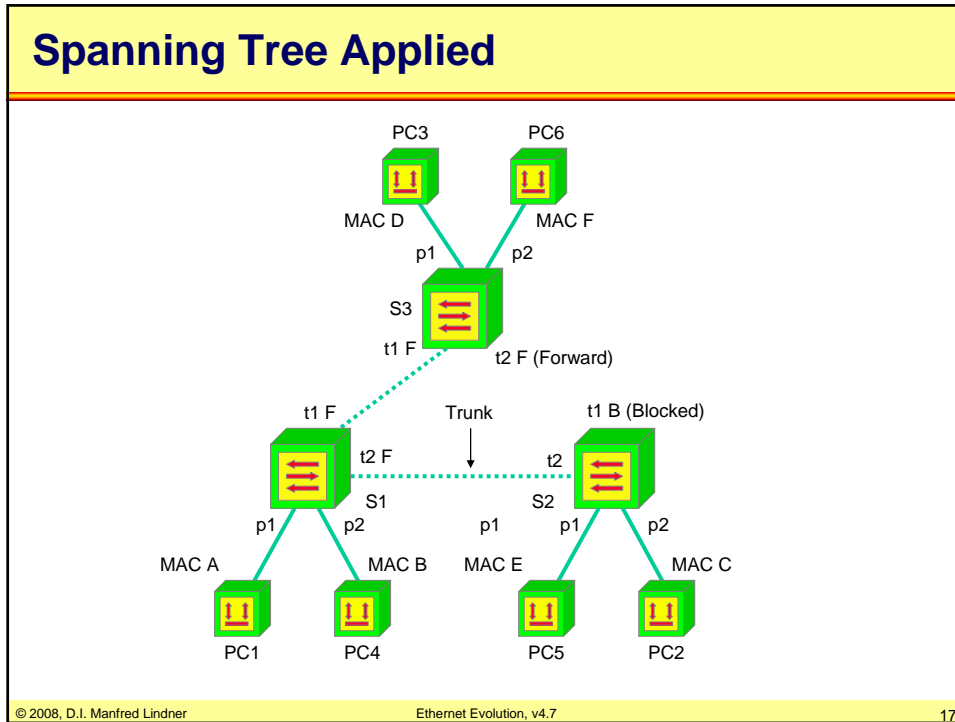 Spanning Tree Applied
PC3
PC6
MAC D
MAC F
p1
p2
S3
t1 F
t2 F (Forward)
t1 F
Trunk
t1 B (Blocked)
t2 F
t2
S1
S2
p1
p2
p1
p1
p2
MAC A
MAC B
MAC E
MAC C
PC1
PC4
PC5
PC2
© 2008, D.I. Manfred Lindner
Ethernet Evolution, v4.7
17